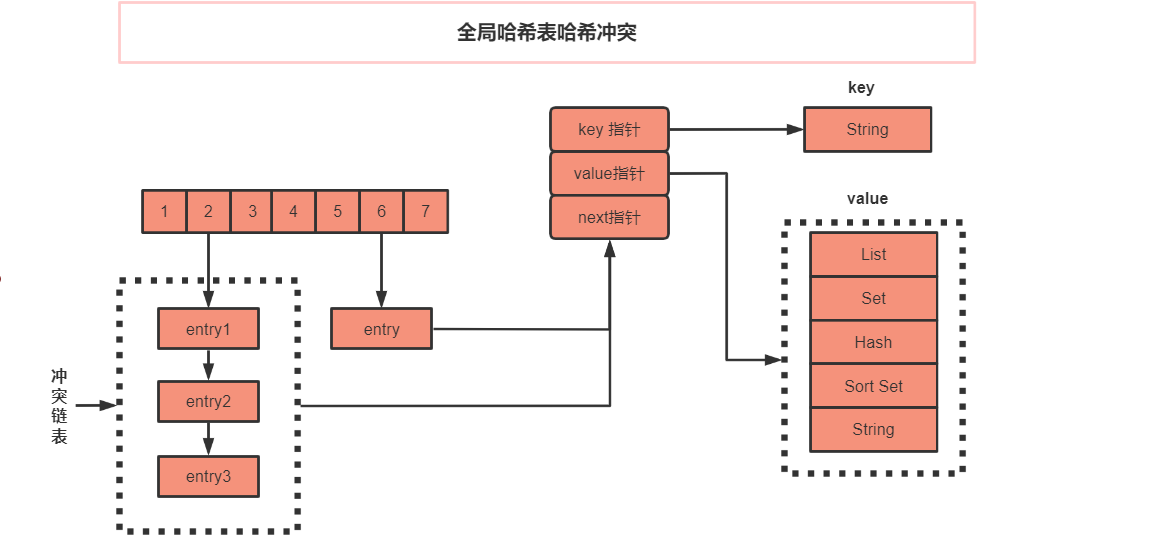 全局哈希表哈希冲突
key
key 指针
String
value指针
value
next指针
1 2 3 4 5 6 7
List
Set
Hash
Sort Set
String
entry1
entry
entry2
entry3
冲突链表